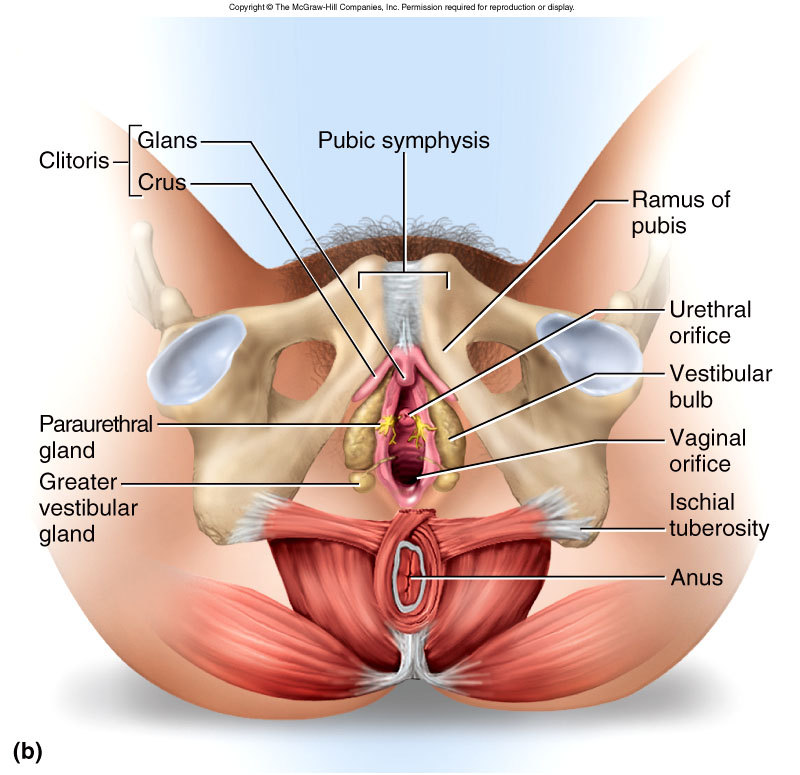 Copyright © The McGraw-Hill Companies, Inc. Permission required for reproduction or display.
Clitoris
Glans
Crus
Pubic symphysis
Ramus of
pubis
Urethral
orifice
Vestibular
bulb
Paraurethral
gland
Vaginal
orifice
Greater
vestibular
gland
Ischial
tuberosity
Anus
(b)